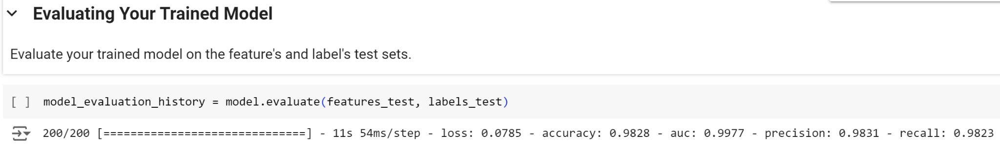 Evaluating Your Trained Model
Evaluate your trained model on the feature's and label's test sets.
[ ] model_evaluation_history = model.evaluate(features_test, labels_test)
200/200 [==============================] - 11s 54ms/step - loss: 0.0785 - accuracy: 0.9828 - auc: 0.9977 - precision: 0.9831 - recall: 0.9823